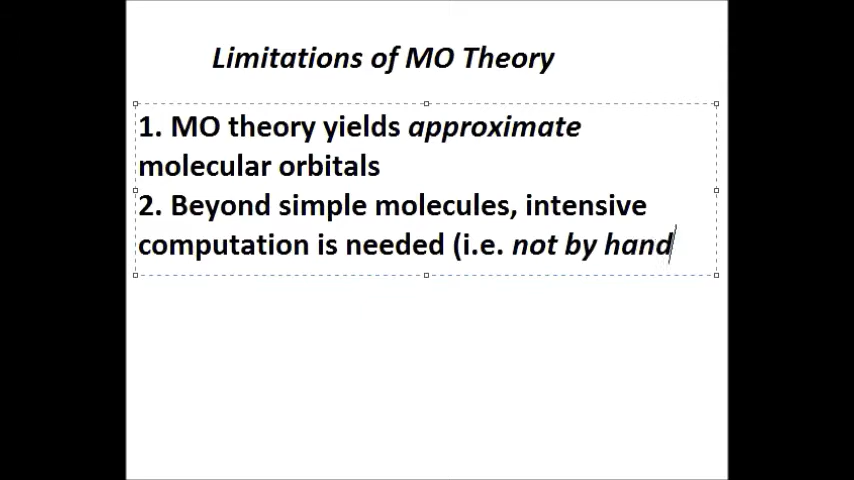 Limitations of MO Theory
1. MO theory yields approximate
molecular orbitals
2. Beyond simple molecules, intensive
computation is needed (i.e. not by hand